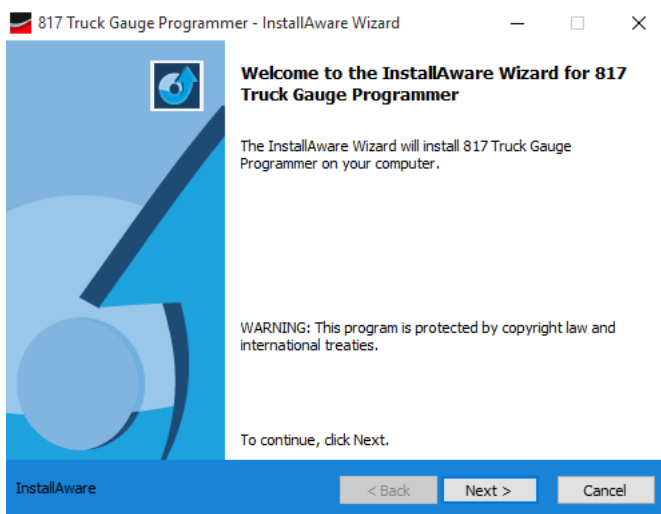 817 Truck Gauge Programmer - InstallAware Wizard
Welcome to the InstallAware Wizard for 817
Truck Gauge Programmer
The InstallAware Wizard will install 817 Truck Gauge
Programmer on your computer.
WARNING: This program is protected by copyright law and
international treaties.
To continue, click Next.
InstallAware
< Back
Next >
Cancel